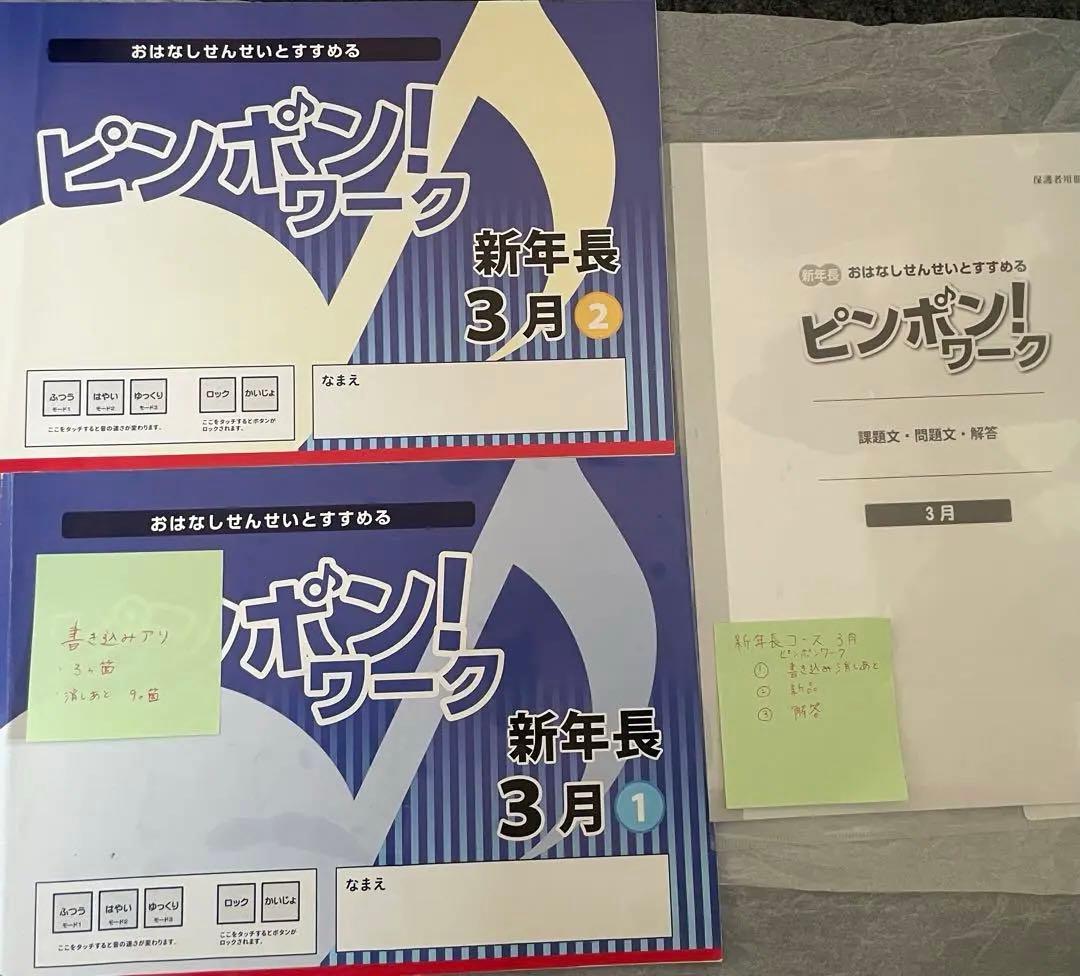 おはなしせんせいとすすめる
ピンポン!
ワーク
新年長
3月 2
ふつう はやい ゆっくり ロック かいじょ
モード1 モード2 モード3
ここをタッチすると音の速さが変わります。
ここをタッチするとボタンが
ロックされます。
なまえ
おはなしせんせいとすすめる
ンポン!
ワーク
新年長
3月 1
書き込みアリ
・3ヶ箇
・消しあと 9ヶ箇
ふつう はやい ゆっくり ロック かいじょ
モード1 モード2 モード3
ここをタッチすると音の速さが変わります。
ここをタッチするとボタンが
ロックされます。
なまえ
保護者用
新年長 おはなしせんせいとすすめる
ピンポン!
ワーク
課題文・問題文・解答
3月
新年長コース 3月
ピンポンワーク
① 書き込み消しあと
② 新品
③ 解答